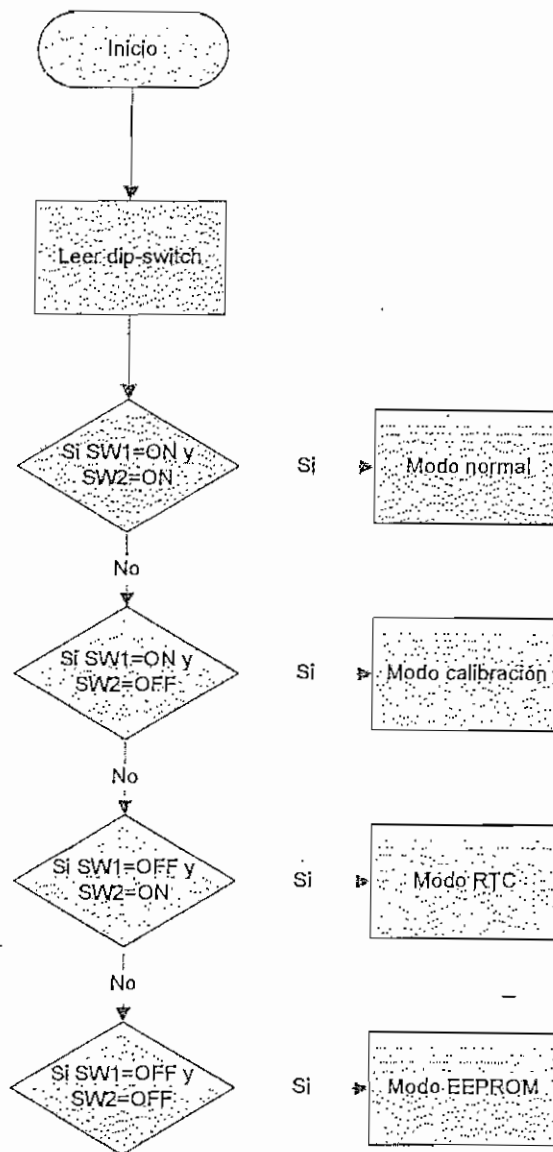 Inicio
Leer dip-switch
Si SW1=ON y
SW2=ON
Si
Modo normal
No
Si SW1=ON y
SW2=OFF
Si
Modo calibración
No
Si SW1=OFF y
SW2=ON
Si
Modo RTC
No
Si SW1=OFF y
SW2=OFF
Si
Modo EEPROM